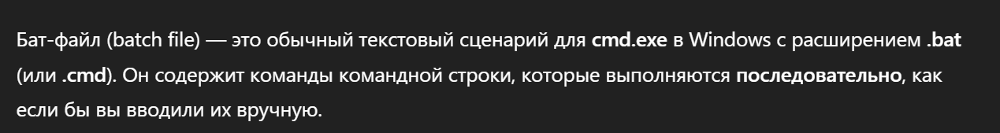 Бат-файл (batch file) — это обычный текстовый сценарий для cmd.exe в Windows с расширением .bat
(или .cmd). Он содержит команды командной строки, которые выполняются последовательно, как
если бы вы вводили их вручную.